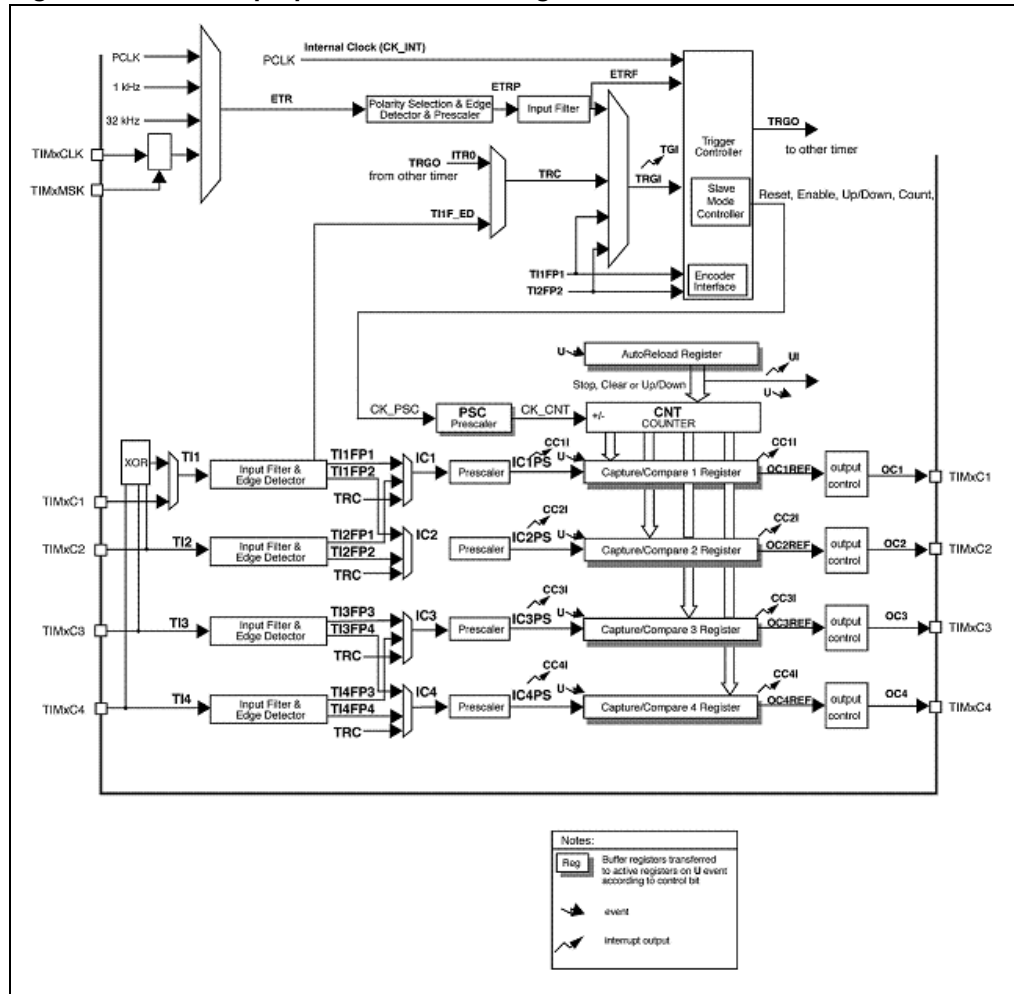 Internal Clock (CK_INT)
PCLK
PCLK
1 kHz
32 kHz
TIMxCLK
TIMxMSK
ETR
Polarity Selection & Edge
Detector & Prescaler
ETRP
Input Filter
ETRF
TRGO
from other timer
ITR0
TRC
TI1F_ED
TGI
TRGI
Trigger
Controller
Slave
Mode
Controller
Encoder
Interface
TRGO
to other timer
Reset, Enable, Up/Down, Count,
TI1FP1
TI2FP2
U
AutoReload Register
Stop, Clear or Up/Down
UI
U
CK_PSC
PSC
Prescaler
CK_CNT
+/-
CNT
COUNTER
XOR
TIMxC1
TI1
Input Filter &
Edge Detector
TI1FP1
TI1FP2
TRC
IC1
Prescaler
CC1I
IC1PS
U
Capture/Compare 1 Register
CC1I
OC1REF
output
control
OC1
TIMxC1
TIMxC2
TI2
Input Filter &
Edge Detector
TI2FP1
TI2FP2
TRC
IC2
Prescaler
CC2I
IC2PS
U
Capture/Compare 2 Register
CC2I
OC2REF
output
control
OC2
TIMxC2
TIMxC3
TI3
Input Filter &
Edge Detector
TI3FP3
TI3FP4
TRC
IC3
Prescaler
CC3I
IC3PS
U
Capture/Compare 3 Register
CC3I
OC3REF
output
control
OC3
TIMxC3
TIMxC4
TI4
Input Filter &
Edge Detector
TI4FP3
TI4FP4
TRC
IC4
Prescaler
CC4I
IC4PS
U
Capture/Compare 4 Register
CC4I
OC4REF
output
control
OC4
TIMxC4
Notes:
Reg
Buffer registers transferred
to active registers on U event
according to control bit
event
interrupt output